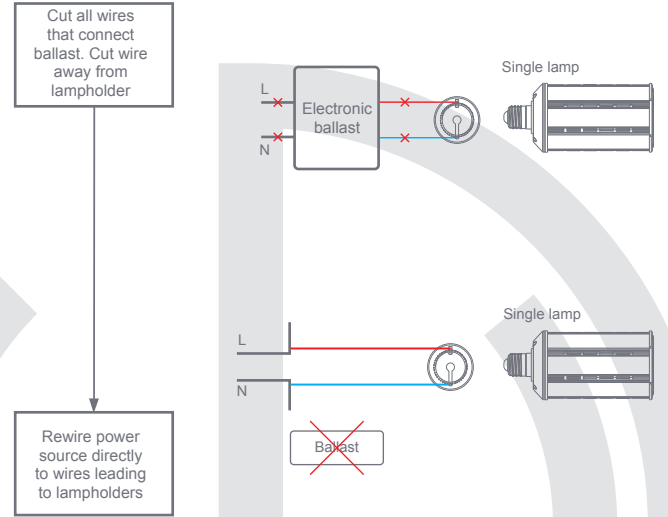 Cut all wires
that connect
ballast. Cut wire
away from
lampholder
Single lamp
L
Electronic
ballast
N
Single lamp
L
N
Rewire power
source directly
to wires leading
to lampholders
Ballast